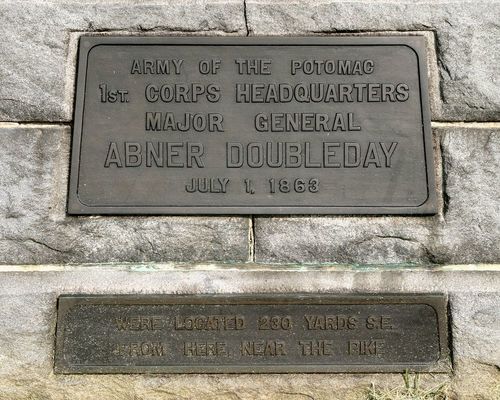 ARMY OF THE POTOMAC
1ST. CORPS HEADQUARTERS
MAJOR GENERAL
ABNER DOUBLEDAY
JULY 1, 1863
WERE LOCATED 230 YARDS S.E.
FROM HERE, NEAR THE PIKE